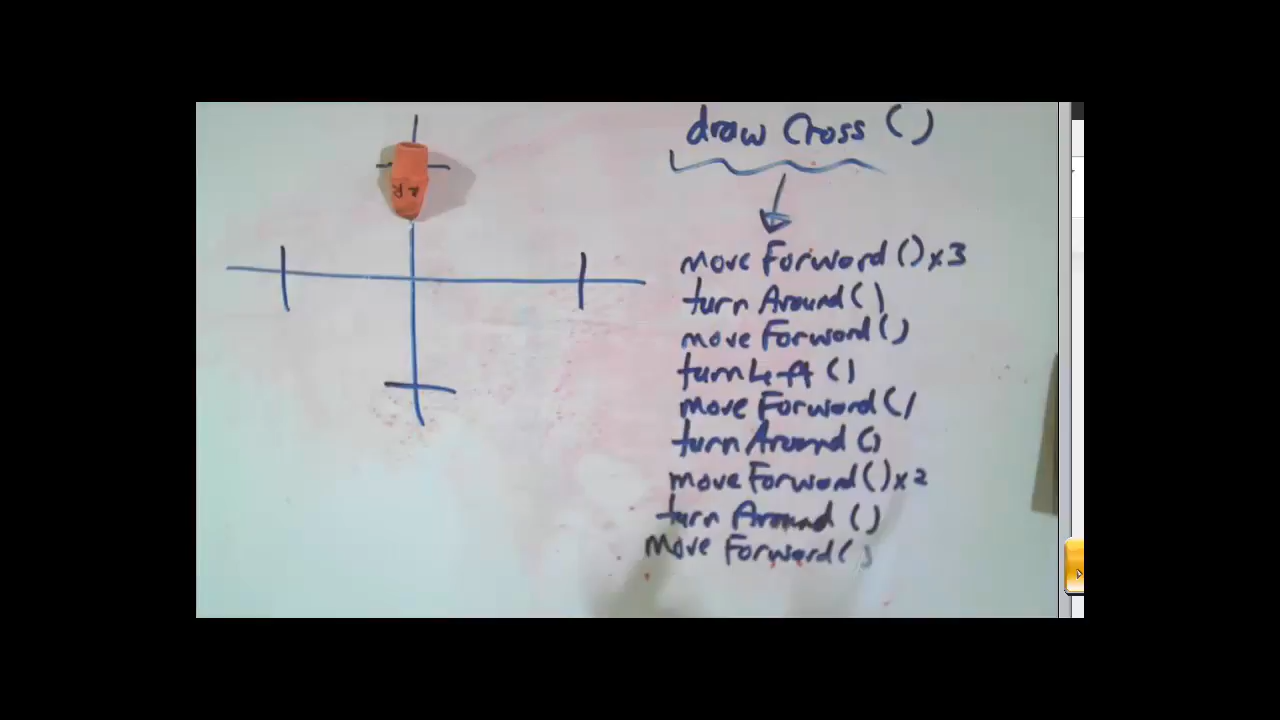 draw Cross ()
move Forward () x 3
turn Around ()
move Forward ()
turn Left ()
move Forward ()
turn Around ()
move Forward () x 2
turn Around ()
move Forward ()